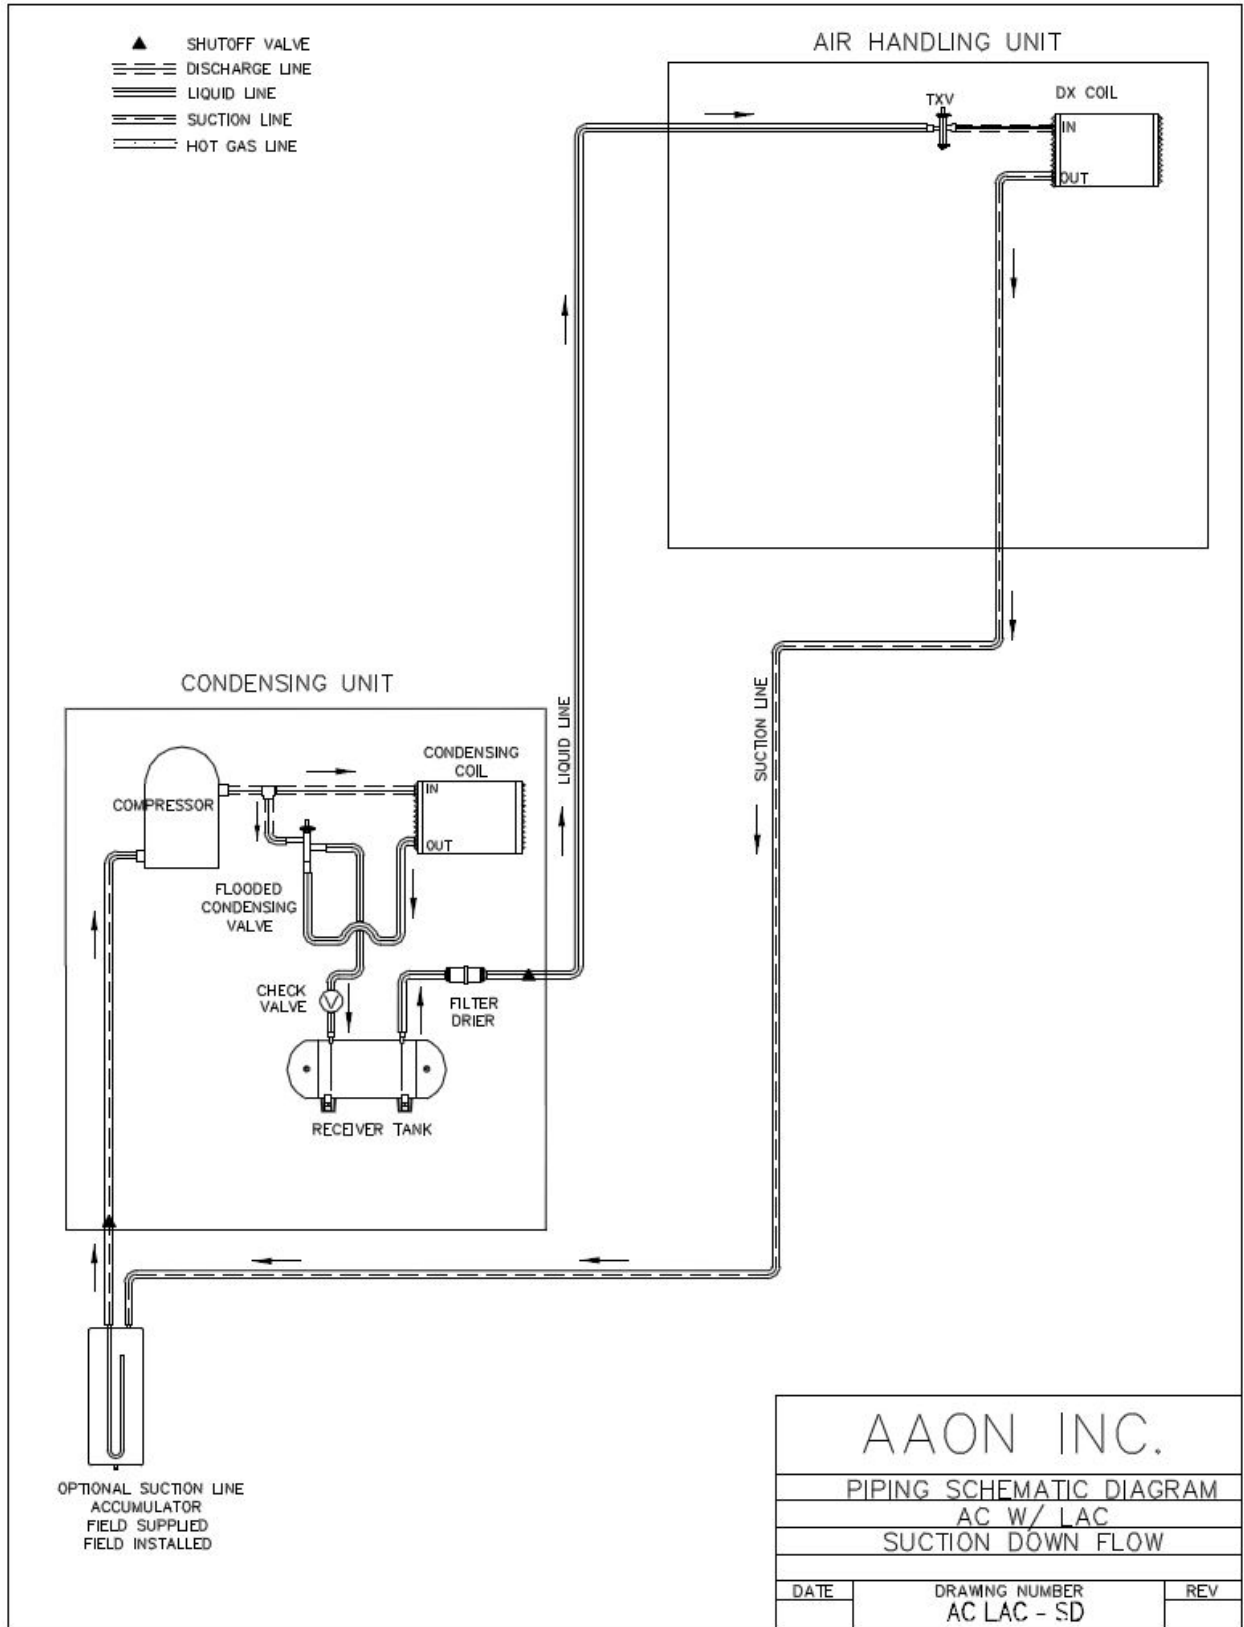 SHUTOFF VALVE
DISCHARGE LINE
LIQUID LINE
SUCTION LINE
HOT GAS LINE
AIR HANDLING UNIT
TXV
DX COIL
IN
OUT
CONDENSING UNIT
LIQUID LINE
SUCTION LINE
COMPRESSOR
CONDENSING
COIL
IN
OUT
FLOODED
CONDENSING
VALVE
CHECK
VALVE
V
FILTER
DRIER
RECEIVER TANK
OPTIONAL SUCTION LINE
ACCUMULATOR
FIELD SUPPLIED
FIELD INSTALLED
AAON INC.
PIPING SCHEMATIC DIAGRAM
AC W/ LAC
SUCTION DOWN FLOW
DATE
DRAWING NUMBER
REV
AC LAC - SD